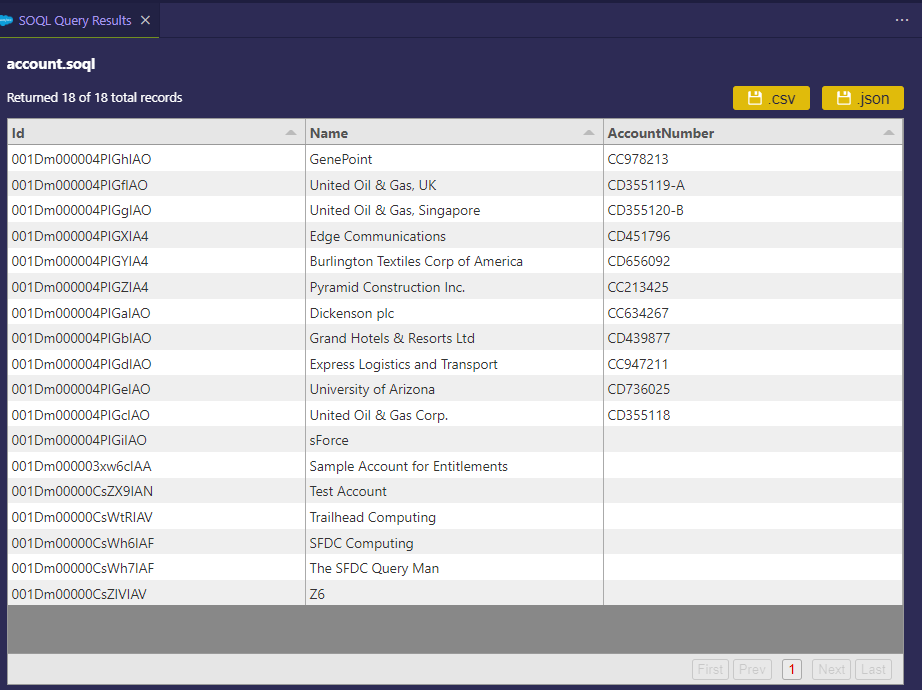 SOQL Query Results
account.soql
Returned 18 of 18 total records
.csv .json
Id Name AccountNumber
001Dm000004PIGhIAO GenePoint CC978213
001Dm000004PIGfIAO United Oil & Gas, UK CD355119-A
001Dm000004PIGgIAO United Oil & Gas, Singapore CD355120-B
001Dm000004PIGXIA4 Edge Communications CD451796
001Dm000004PIGYIA4 Burlington Textiles Corp of America CD656092
001Dm000004PIGZIA4 Pyramid Construction Inc. CC213425
001Dm000004PIGaIAO Dickenson plc CC634267
001Dm000004PIGbIAO Grand Hotels & Resorts Ltd CD439877
001Dm000004PIGdIAO Express Logistics and Transport CC947211
001Dm000004PIGeIAO University of Arizona CD736025
001Dm000004PIGcIAO United Oil & Gas Corp. CD355118
001Dm000004PIGiIAO sForce
001Dm000003xw6cIAA Sample Account for Entitlements
001Dm00000CsZX9IAN Test Account
001Dm00000CsWtRIAV Trailhead Computing
001Dm00000CsWh6IAF SFDC Computing
001Dm00000CsWh7IAF The SFDC Query Man
001Dm00000CsZIVIAV Z6
First Prev 1 Next Last